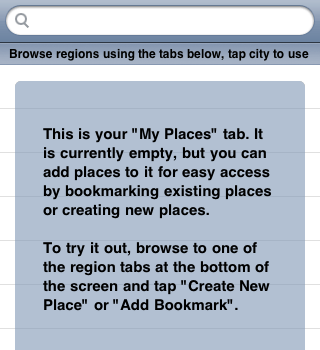 Browse regions using the tabs below, tap city to use
This is your "My Places" tab. It
is currently empty, but you can
add places to it for easy access
by bookmarking existing places
or creating new places.
To try it out, browse to one of
the region tabs at the bottom of
the screen and tap "Create New
Place" or "Add Bookmark".